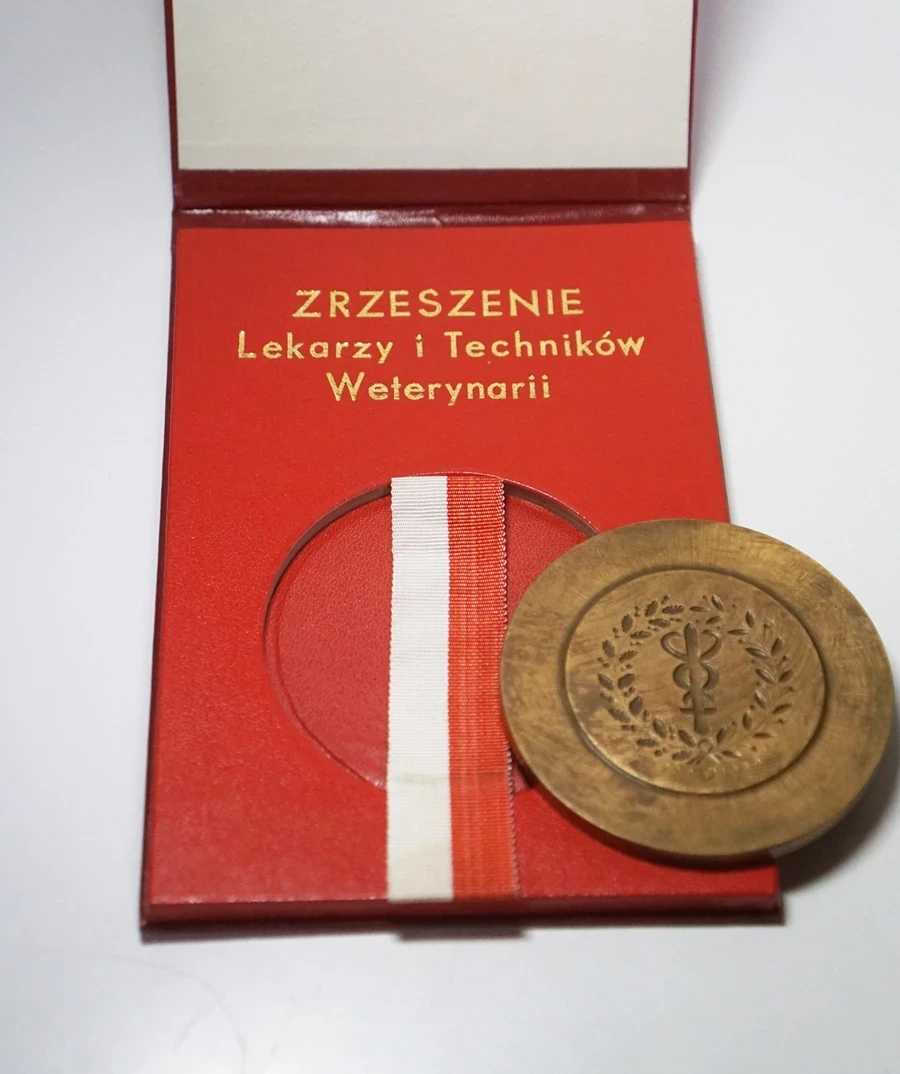 ZRZESZENIE
Lekarzy i Techników
Weterynarii